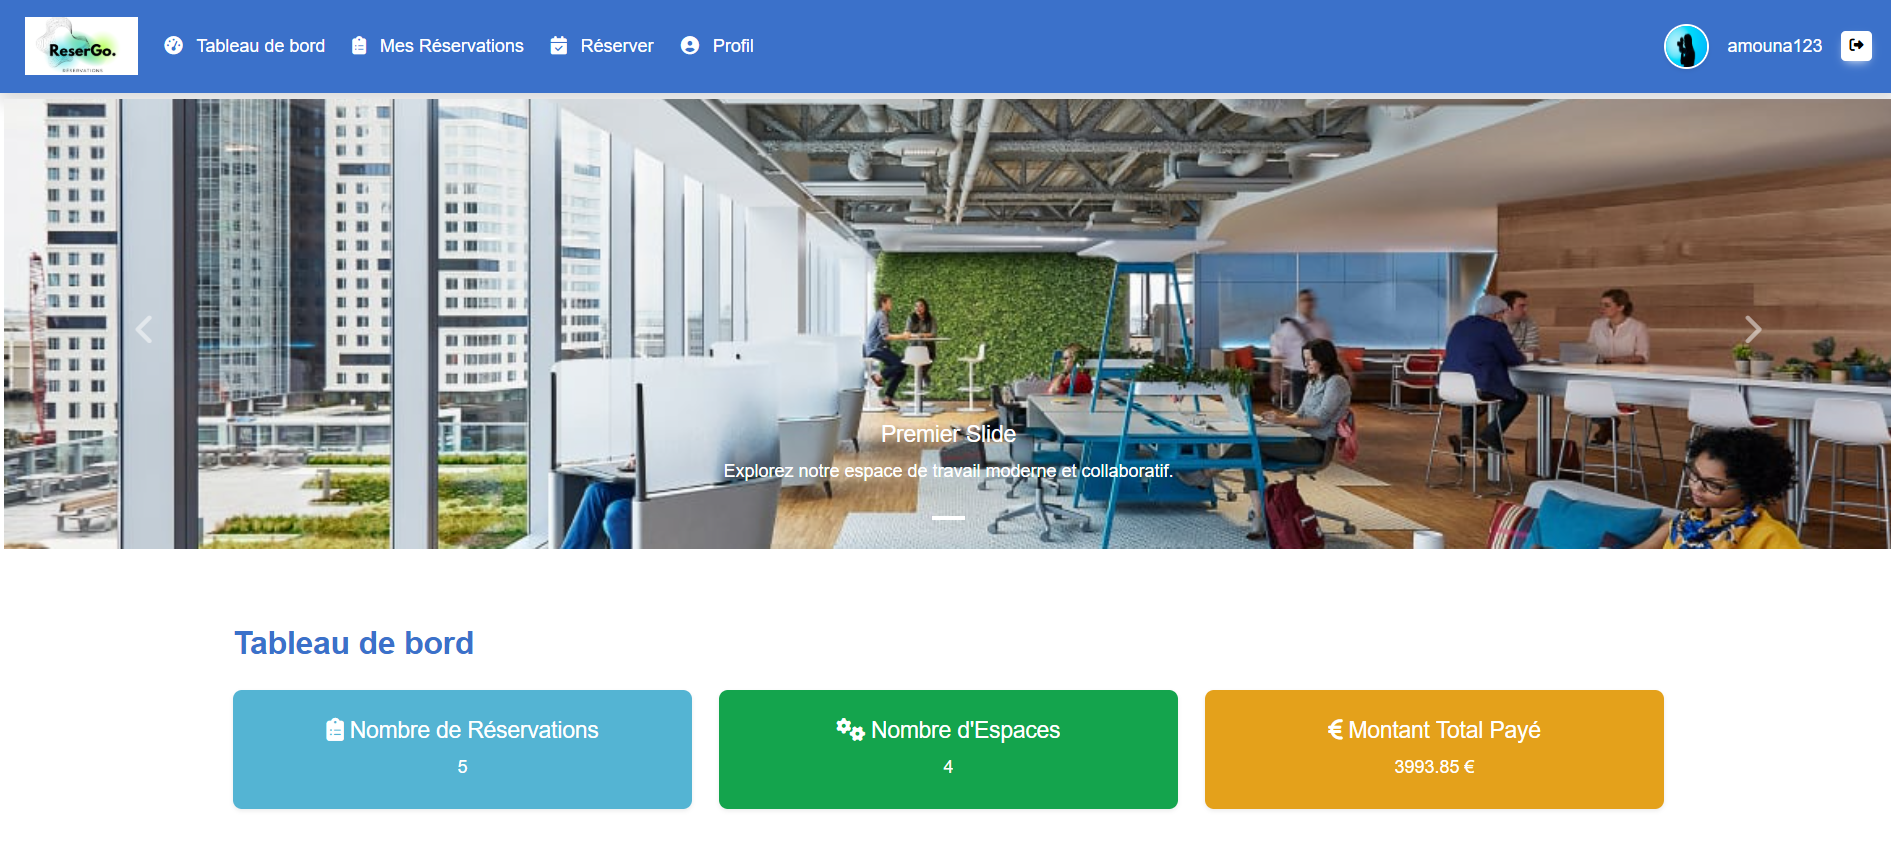 ReserGo.
RÉSERVATIONS
Tableau de bord
Mes Réservations
Réserver
Profil
amouna123
Premier Slide
Explorez notre espace de travail moderne et collaboratif.
Tableau de bord
Nombre de Réservations
5
Nombre d'Espaces
4
€ Montant Total Payé
3993.85 €